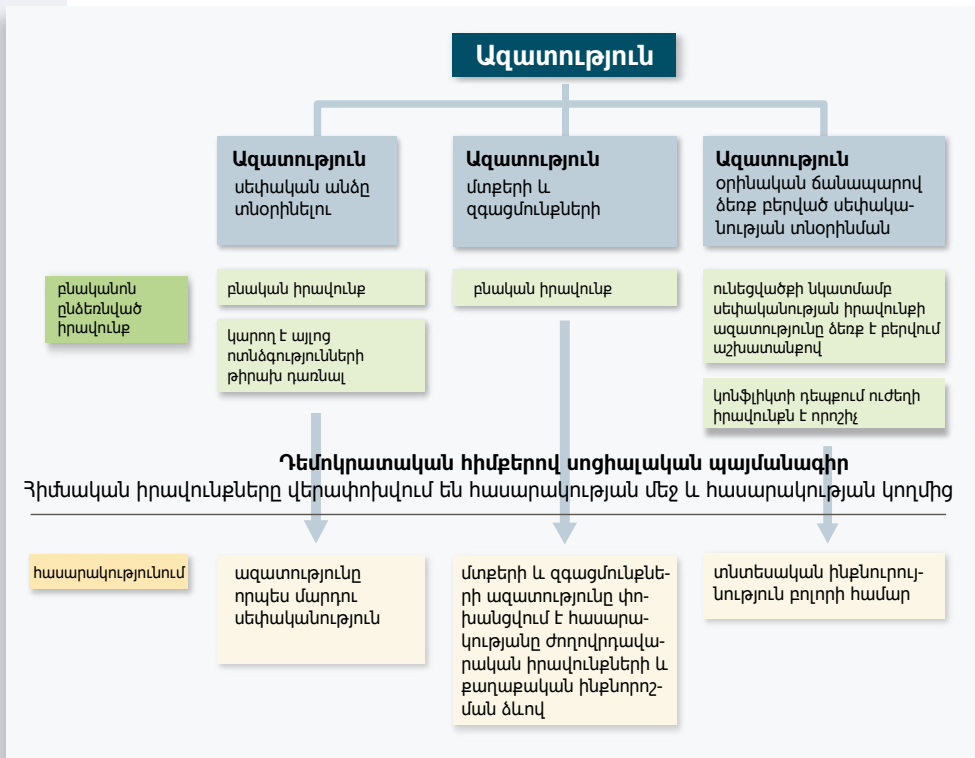 Ազատություն
Ազատություն
սեփական անձը
տնօրինելու
Ազատություն
մտքերի և
զգացմունքների
Ազատություն
օրինական ճանապարով
ձեռք բերված սեփակա-
նության տնօրինման
բնականոն
ընձեռնված
իրավունք
բնական իրավունք
կարող է այլոց
ոտնձգությունների
թիրախ դառնալ
բնական իրավունք
ունեցվածքի նկատմամբ
սեփականության իրավունքի
ազատությունը ձեռք է բերվում
աշխատանքով
կոնֆլիկտի դեպքում ուժեղի
իրավունքն է որոշիչ
Դեմոկրատական հիմքերով սոցիալական պայմանագիր
Հիմնական իրավունքները վերափոխվում են հասարակության մեջ և հասարակության կողմից
հասարակությունում
ազատությունը
որպես մարդու
սեփականություն
մտքերի և զգացմունքնե-
րի ազատությունը փո-
խանցվում է հասարա-
կությանը ժողովրդավա-
րական իրավունքների և
քաղաքական ինքնորոշ-
ման ձևով
տնտեսական ինքնուրույ-
նություն բոլորի համար